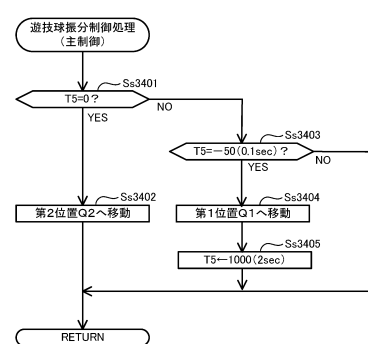 遊技球振分制御処理
(主制御)
Ss3401
T5=0?
NO
YES
Ss3403
T5=−50(0.1sec)?
NO
YES
Ss3402
第2位置Q2へ移動
Ss3404
第1位置Q1へ移動
Ss3405
T5←1000(2sec)
RETURN